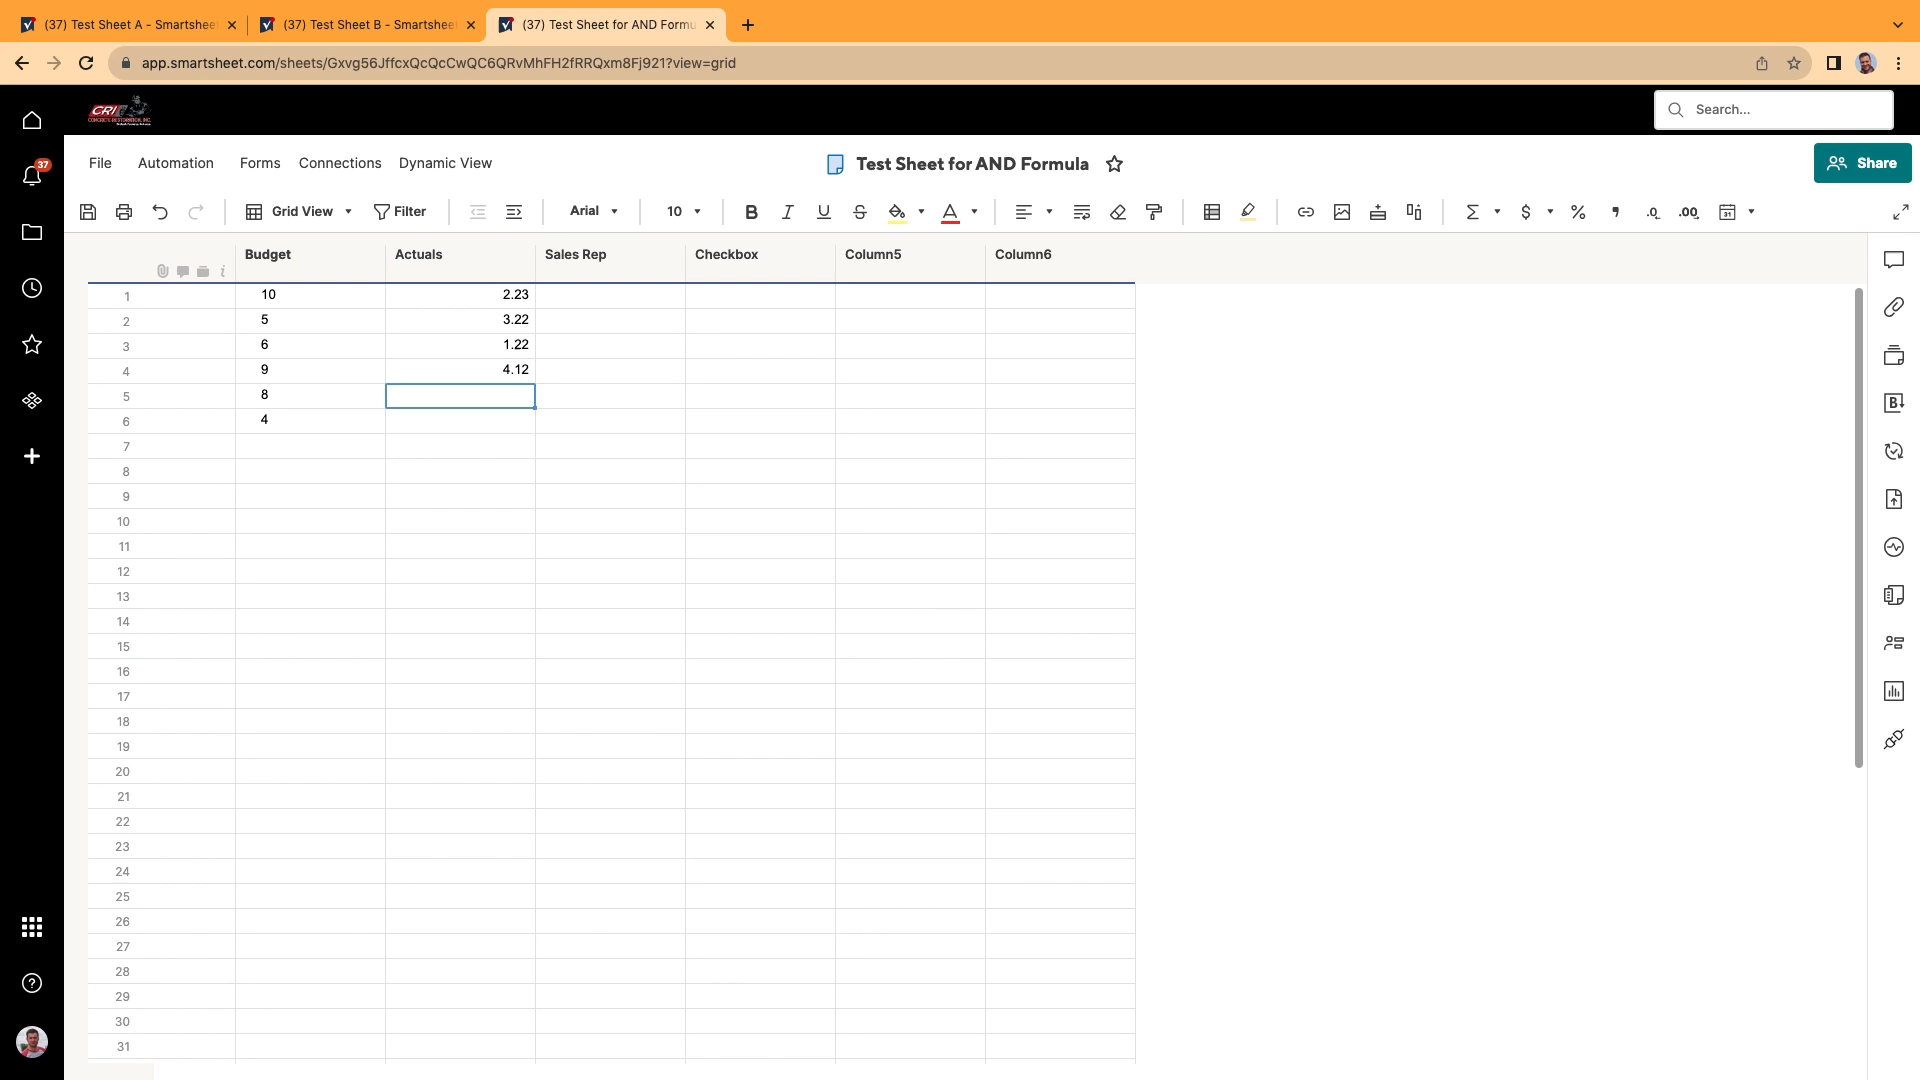 (37) Test Sheet A - Smartshee
(37) Test Sheet B - Smartshee
(37) Test Sheet for AND Formu
app.smartsheet.com/sheets/Gxvg56JffcxQcQcCwQC6QRvMhFH2fRRQxm8Fj921?view=grid
CRI
Search...
37
File Automation Forms Connections Dynamic View
Test Sheet for AND Formula
Share
Grid View Filter Arial 10 B I U S A Σ $ % , .0 .00 31
Budget Actuals Sales Rep Checkbox Column5 Column6
1 10 2.23
2 5 3.22
3 6 1.22
4 9 4.12
5 8
6 4
7
8
9
10
11
12
13
14
15
16
17
18
19
20
21
22
23
24
25
26
27
28
29
30
31